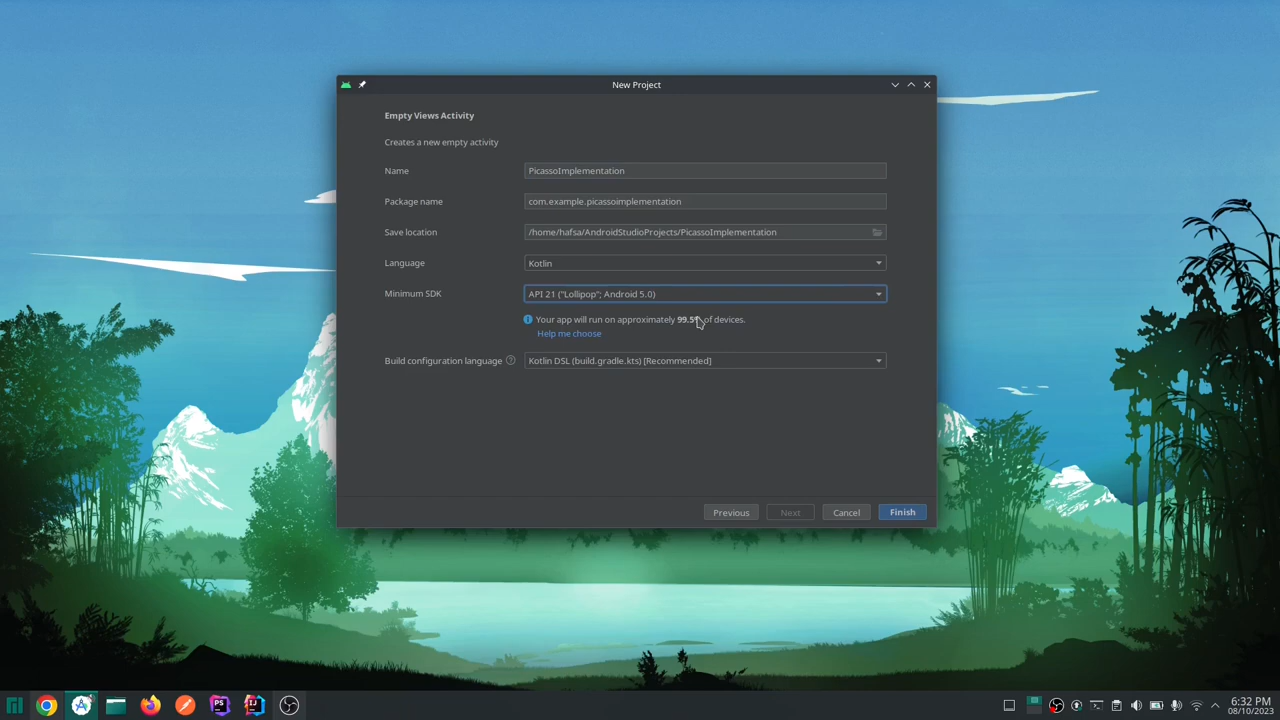 New Project
Empty Views Activity
Creates a new empty activity
Name PicassoImplementation
Package name com.example.picassoimplementation
Save location /home/hafsa/AndroidStudioProjects/PicassoImplementation
Language Kotlin
Minimum SDK API 21 ("Lollipop"; Android 5.0)
Your app will run on approximately of devices.
Help me choose
Build configuration language ? Kotlin DSL (build.gradle.kts) [Recommended]
Previous Next Cancel Finish
PS IJ
6:32 PM
08/10/2023